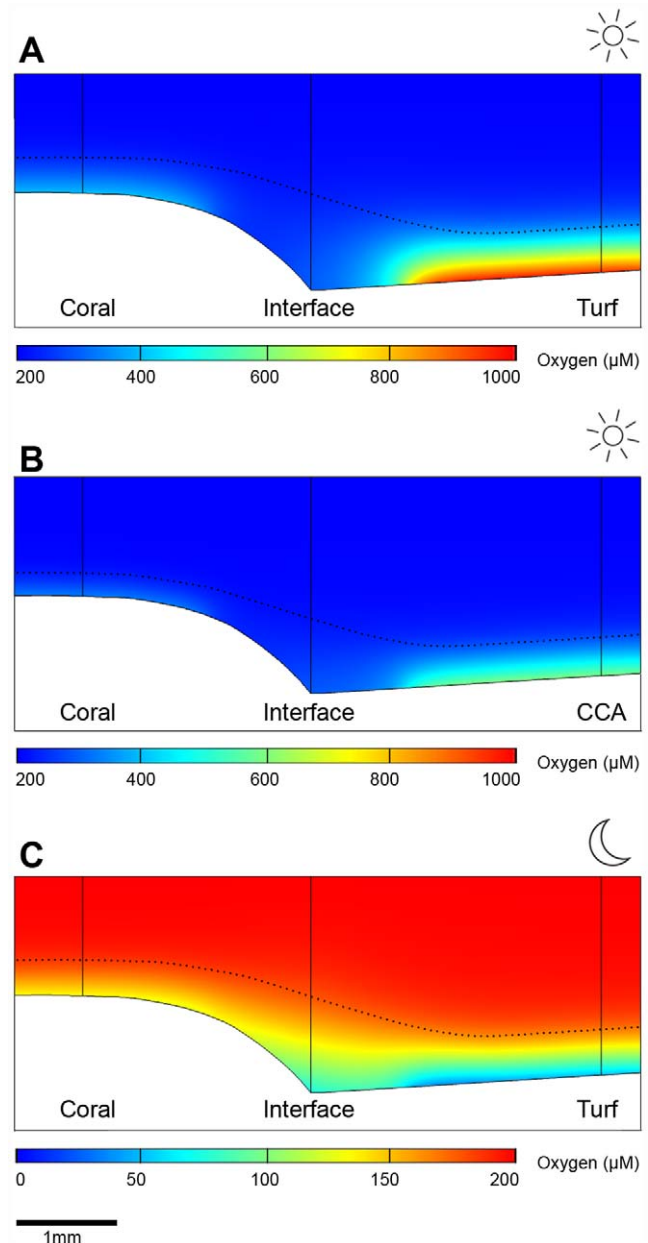 A
Coral Interface Turf
200 400 600 800 1000 Oxygen (µM)
B
Coral Interface CCA
200 400 600 800 1000 Oxygen (µM)
C
Coral Interface Turf
0 50 100 150 200 Oxygen (µM)
1mm